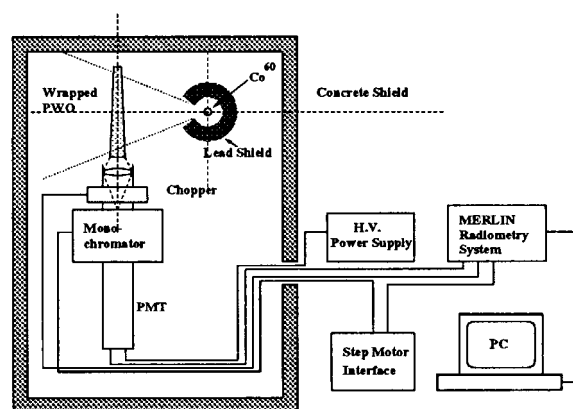 60
Co
Wrapped
PWO
Concrete Shield
Lead Shield
Chopper
Mono-
chromator
PMT
H.V.
Power Supply
MERLIN
Radiometry
System
Step Motor
Interface
PC